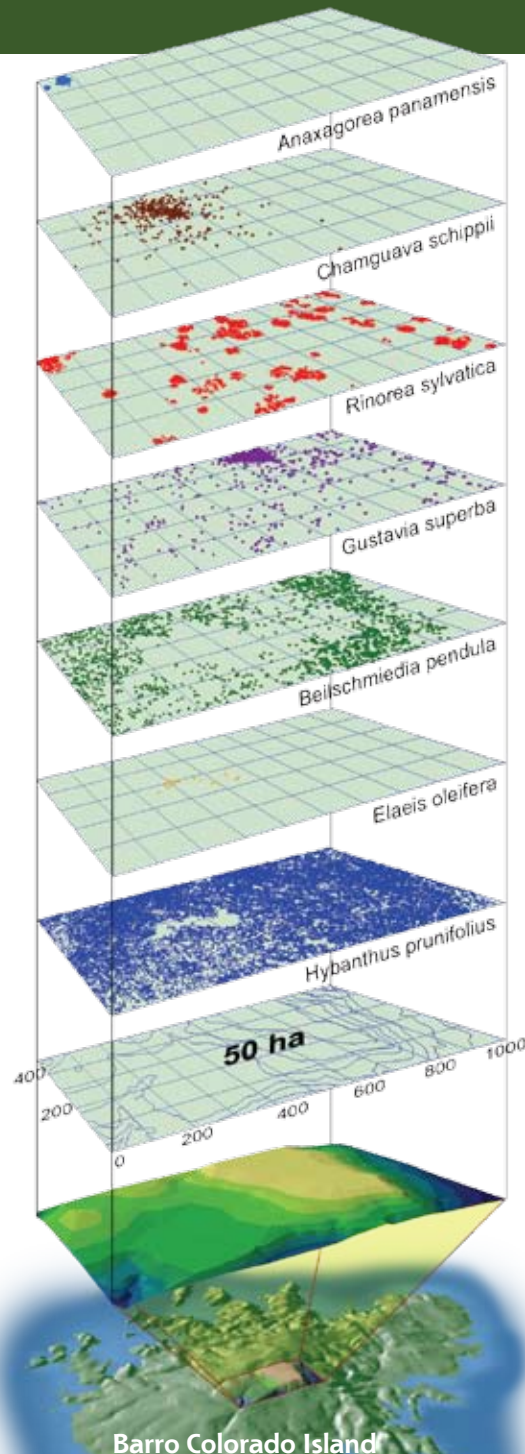 Anaxagorea panamensis
Chamguava schippii
Rinorea sylvatica
Gustavia superba
Beilschmiedia pendula
Elaeis oleifera
Hybanthus prunifolius
50 ha
400
200
0
200
400
600
800
1000
Barro Colorado Island